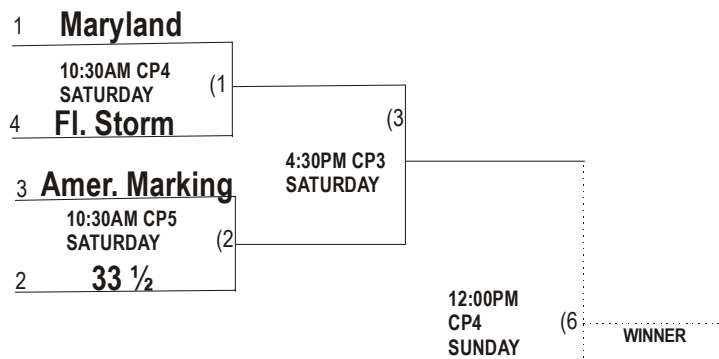 1 Maryland
10:30AM CP4
SATURDAY
(1
4 Fl. Storm
(3
4:30PM CP3
SATURDAY
3 Amer. Marking
10:30AM CP5
SATURDAY
(2
2 33 ½
12:00PM
CP4
SUNDAY
(6
WINNER